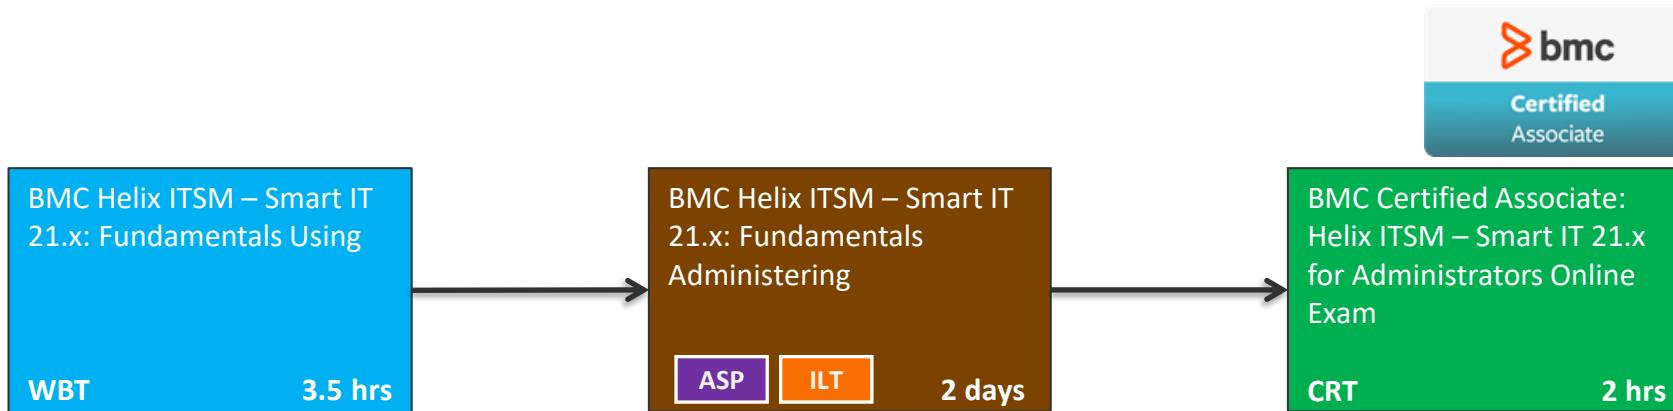 bmc
Certified
Associate
BMC Helix ITSM – Smart IT
21.x: Fundamentals Using
WBT 3.5 hrs
BMC Helix ITSM – Smart IT
21.x: Fundamentals
Administering
ASP ILT 2 days
BMC Certified Associate:
Helix ITSM – Smart IT 21.x
for Administrators Online
Exam
CRT 2 hrs